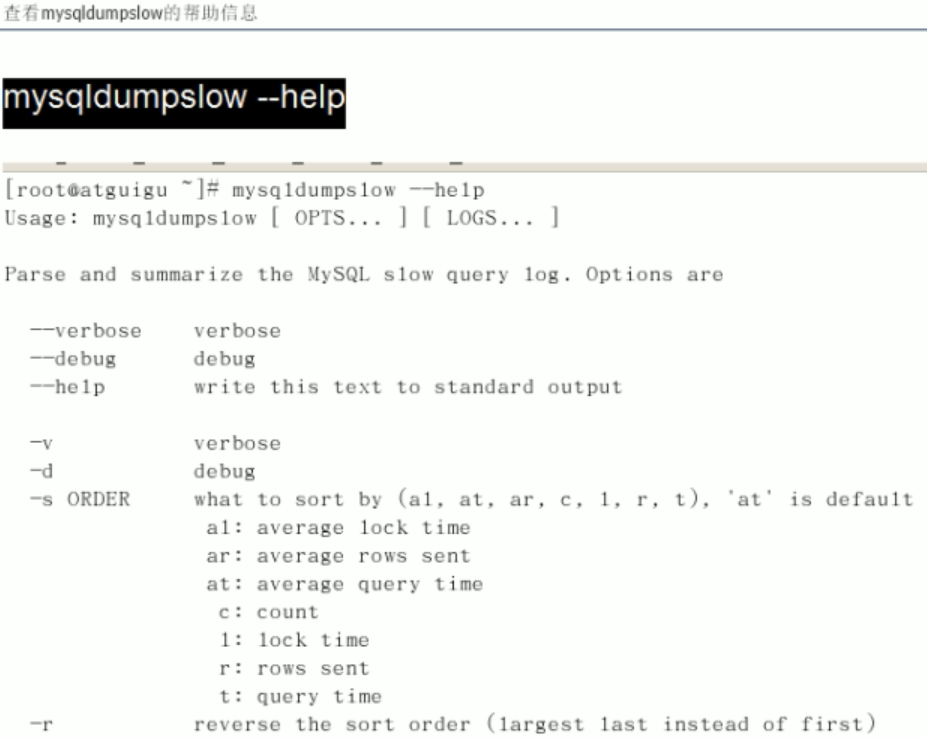 查看mysqldumpslow的帮助信息
mysqldumpslow --help
[root@atguigu ~]# mysqldumpslow --help
Usage: mysqldumpslow [ OPTS... ] [ LOGS... ]
Parse and summarize the MySQL slow query log. Options are
--verbose    verbose
--debug      debug
--help       write this text to standard output
-v           verbose
-d           debug
-s ORDER     what to sort by (al, at, ar, c, l, r, t), 'at' is default
al: average lock time
ar: average rows sent
at: average query time
c: count
l: lock time
r: rows sent
t: query time
-r           reverse the sort order (largest last instead of first)